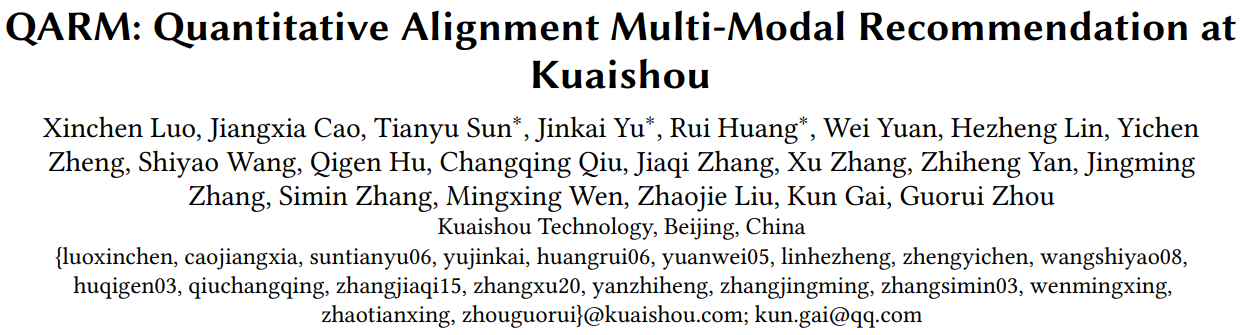 QARM: Quantitative Alignment Multi-Modal Recommendation at
Kuaishou
Xinchen Luo, Jiangxia Cao, Tianyu Sun*, Jinkai Yu*, Rui Huang*, Wei Yuan, Hezheng Lin, Yichen
Zheng, Shiyao Wang, Qigen Hu, Changqing Qiu, Jiaqi Zhang, Xu Zhang, Zhiheng Yan, Jingming
Zhang, Simin Zhang, Mingxing Wen, Zhaojie Liu, Kun Gai, Guorui Zhou
Kuaishou Technology, Beijing, China
{luoxinchen, caojiangxia, suntianyu06, yujinkai, huangrui06, yuanwei05, linhezheng, zhengyichen, wangshiyao08,
huqigen03, qiuchangqing, zhangjiaqi15, zhangxu20, yanzhiheng, zhangjingming, zhangsimin03, wenmingxing,
zhaotianxing, zhouguorui}@kuaishou.com; kun.gai@qq.com